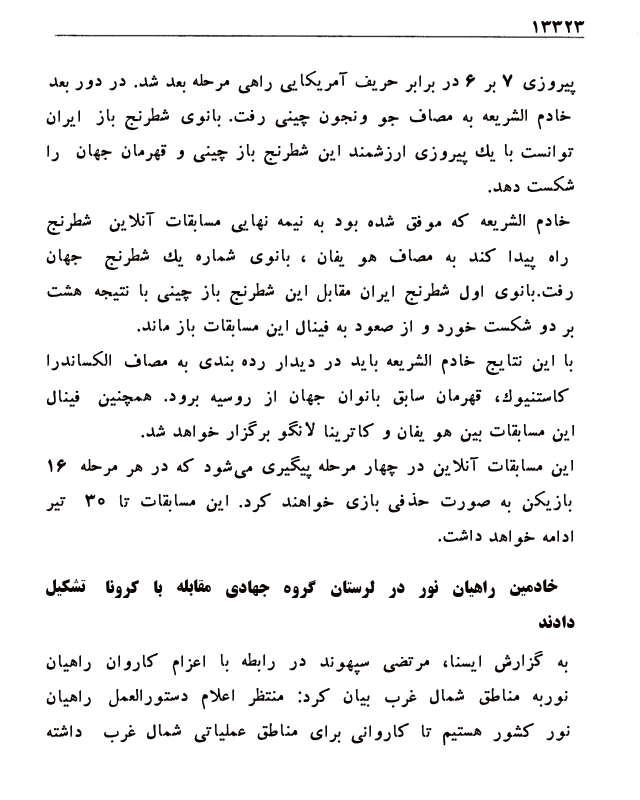 ۱۳۳۲۳
پیروزی ۷ بر ۶ در برابر حریف آمریکایی راهی مرحله بعد شد. در دور بعد
خادم الشریعه به مصاف جو ونجون چینی رفت. بانوی شطرنج باز ایران
توانست با یك پیروزی ارزشمند این شطرنج باز چینی و قهرمان جهان را
شکست دهد.
خادم الشریعه که موفق شده بود به نیمه نهایی مسابقات آنلاین شطرنج
راه پیدا کند به مصاف هو یفان ، بانوی شماره یك شطرنج جهان
رفت.بانوی اول شطرنج ایران مقابل این شطرنج باز چینی با نتیجه هشت
بر دو شکست خورد و از صعود به فینال این مسابقات باز ماند.
با این نتایج خادم الشریعه باید در دیدار رده بندی به مصاف الکساندرا
کاستنیوك، قهرمان سابق بانوان جهان از روسیه برود. همچنین فینال
این مسابقات بین هو یفان و کاترینا لانگو برگزار خواهد شد.
این مسابقات آنلاین در چهار مرحله پیگیری می‌شود که در هر مرحله ۱۶
بازیکن به صورت حذفی بازی خواهند کرد. این مسابقات تا ۳۰ تیر
ادامه خواهد داشت.
خادمین راهیان نور در لرستان گروه جهادی مقابله با کرونا تشکیل
دادند
به گزارش ایسنا، مرتضی سپهوند در رابطه با اعزام کاروان راهیان
نوربه مناطق شمال غرب بیان کرد: منتظر اعلام دستورالعمل راهیان
نور کشور هستیم تا کاروانی برای مناطق عملیاتی شمال غرب داشته